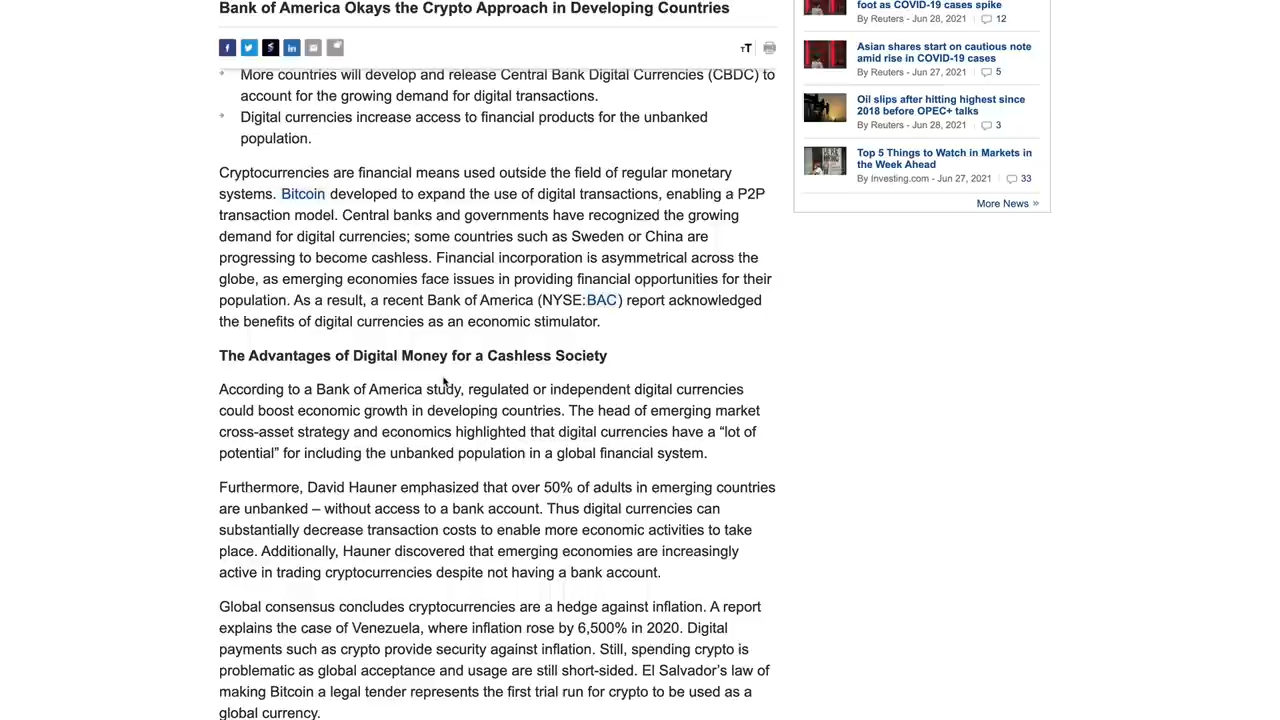 Bank of America Okays the Crypto Approach in Developing Countries
More countries will develop and release Central Bank Digital Currencies (CBDC) to
account for the growing demand for digital transactions.
Digital currencies increase access to financial products for the unbanked
population.
Cryptocurrencies are financial means used outside the field of regular monetary
systems. Bitcoin developed to expand the use of digital transactions, enabling a P2P
transaction model. Central banks and governments have recognized the growing
demand for digital currencies; some countries such as Sweden or China are
progressing to become cashless. Financial incorporation is asymmetrical across the
globe, as emerging economies face issues in providing financial opportunities for their
population. As a result, a recent Bank of America (NYSE:BAC) report acknowledged
the benefits of digital currencies as an economic stimulator.
The Advantages of Digital Money for a Cashless Society
According to a Bank of America study, regulated or independent digital currencies
could boost economic growth in developing countries. The head of emerging market
cross-asset strategy and economics highlighted that digital currencies have a “lot of
potential” for including the unbanked population in a global financial system.
Furthermore, David Hauner emphasized that over 50% of adults in emerging countries
are unbanked – without access to a bank account. Thus digital currencies can
substantially decrease transaction costs to enable more economic activities to take
place. Additionally, Hauner discovered that emerging economies are increasingly
active in trading cryptocurrencies despite not having a bank account.
Global consensus concludes cryptocurrencies are a hedge against inflation. A report
explains the case of Venezuela, where inflation rose by 6,500% in 2020. Digital
payments such as crypto provide security against inflation. Still, spending crypto is
problematic as global acceptance and usage are still short-sided. El Salvador’s law of
making Bitcoin a legal tender represents the first trial run for crypto to be used as a
global currency.
foot as COVID-19 cases spike
By Reuters - Jun 28, 2021 12
Asian shares start on cautious note
amid rise in COVID-19 cases
By Reuters - Jun 27, 2021 5
Oil slips after hitting highest since
2018 before OPEC+ talks
By Reuters - Jun 28, 2021 3
Top 5 Things to Watch in Markets in
the Week Ahead
By Investing.com - Jun 27, 2021 33
More News »